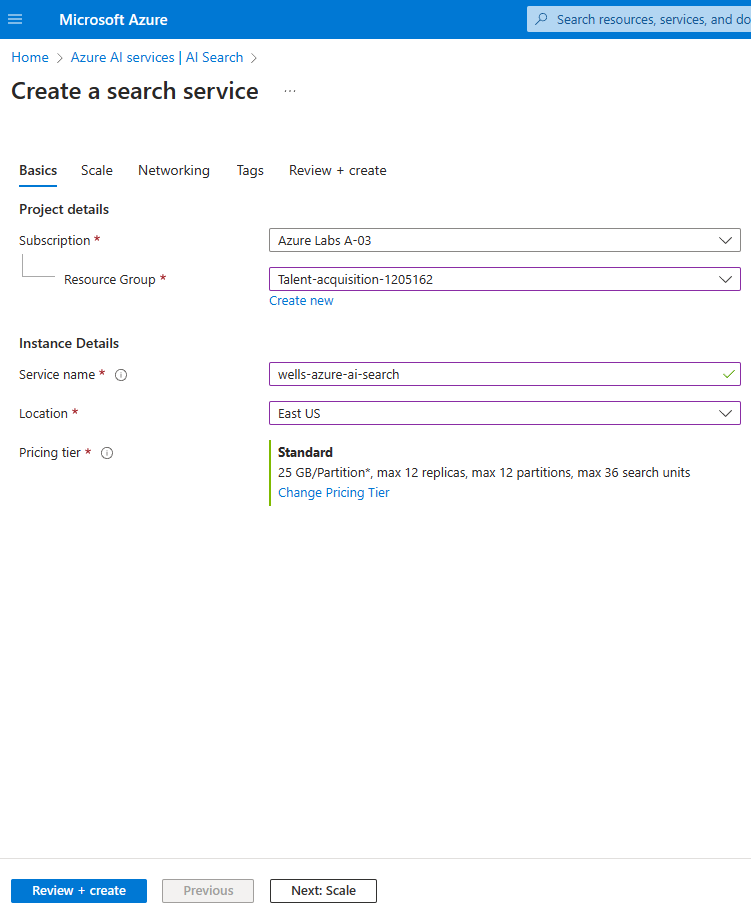 Microsoft Azure
Search resources, services, and do
Home > Azure AI services | AI Search >
Create a search service ...
Basics Scale Networking Tags Review + create
Project details
Subscription * Azure Labs A-03
Resource Group * Talent-acquisition-1205162
Create new
Instance Details
Service name * wells-azure-ai-search
Location * East US
Pricing tier * Standard
25 GB/Partition*, max 12 replicas, max 12 partitions, max 36 search units
Change Pricing Tier
Review + create Previous Next: Scale